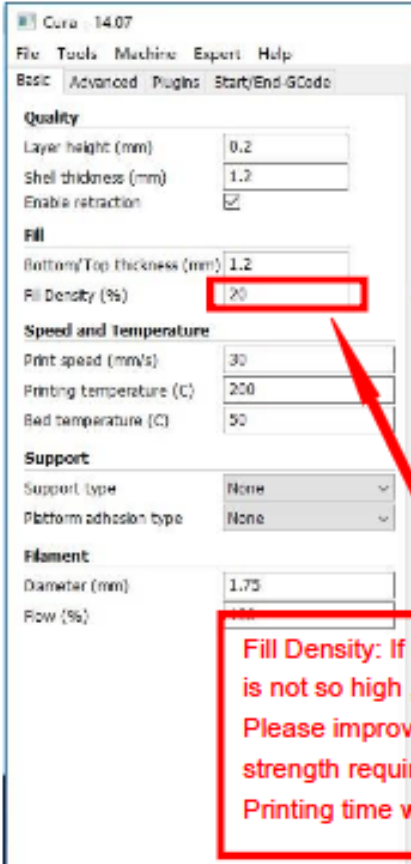 Cura - 14.07
File Tools Machine Expert Help
Basic Advanced Plugins Start/End-GCode
Quality
Layer height (mm) 0.2
Shell thickness (mm) 1.2
Enable retraction
Fill
Bottom/Top thickness (mm) 1.2
Fill Density (%) 20
Speed and Temperature
Print speed (mm/s) 30
Printing temperature (C) 200
Bed temperature (C) 50
Support
Support type None
Platform adhesion type None
Filament
Diameter (mm) 1.75
Flow (%)
Fill Density: If
is not so high
Please improv
strength requi
Printing time